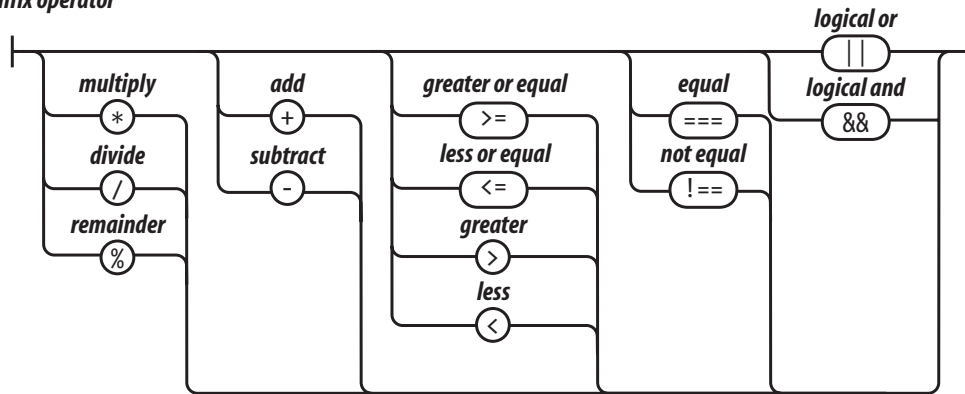 infix operator
logical or
||
multiply add greater or equal equal logical and
* + >= === &&
divide subtract less or equal not equal
/ - <= !==
remainder greater
% >
less
<